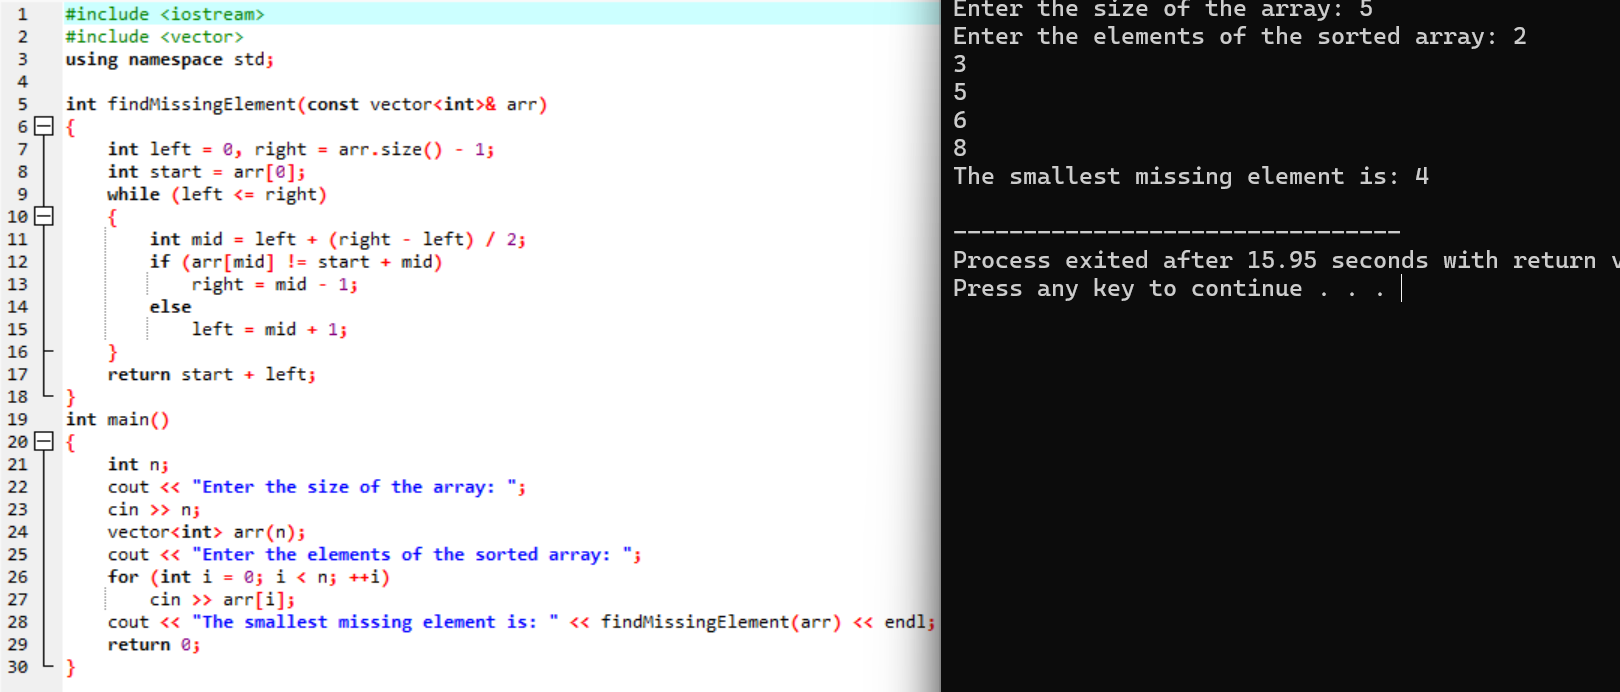 1 #include <iostream>
2 #include <vector>
3 using namespace std;
4
5 int findMissingElement(const vector<int>& arr)
6 {
7 int left = 0, right = arr.size() - 1;
8 int start = arr[0];
9 while (left <= right)
10 {
11 int mid = left + (right - left) / 2;
12 if (arr[mid] != start + mid)
13 right = mid - 1;
14 else
15 left = mid + 1;
16 }
17 return start + left;
18 }
19 int main()
20 {
21 int n;
22 cout << "Enter the size of the array: ";
23 cin >> n;
24 vector<int> arr(n);
25 cout << "Enter the elements of the sorted array: ";
26 for (int i = 0; i < n; ++i)
27 cin >> arr[i];
28 cout << "The smallest missing element is: " << findMissingElement(arr) << endl;
29 return 0;
30 }
Enter the size of the array: 5
Enter the elements of the sorted array: 2
3
5
6
8
The smallest missing element is: 4
--------------------------------
Process exited after 15.95 seconds with return v
Press any key to continue . . .